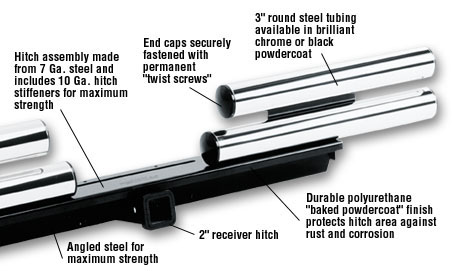 3" round steel tubing
available in brilliant
chrome or black
powdercoat
End caps securely
fastened with
permanent
"twist screws"
Hitch assembly made
from 7 Ga. steel and
includes 10 Ga. hitch
stiffeners for maximum
strength
Durable polyurethane
"baked powdercoat" finish
protects hitch area against
rust and corrosion
2" receiver hitch
Angled steel for
maximum strength